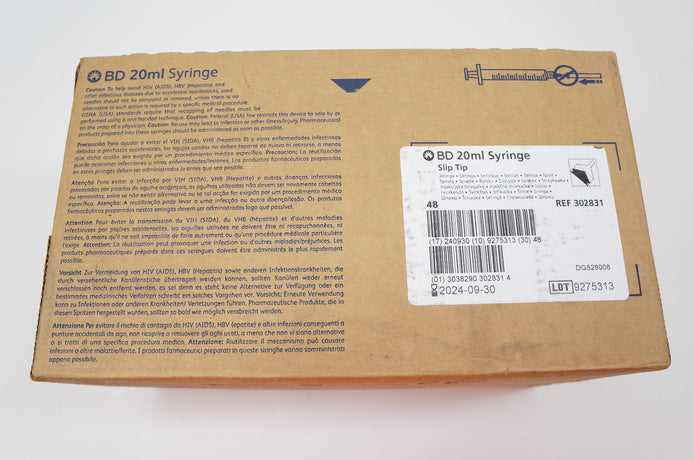 BD 20ml Syringe
Caution To help avoid HIV (AIDS), HBV (Hepatitis) and
other infectious diseases due to accidental needlesticks, used
needles should not be recapped or removed, unless there is no
alternative or such action is required by a specific medical procedure.
OSHA (USA) standards require that recapping of needles must be
performed using a one handed technique. Caution: Federal (USA) law restricts this device to sale by or
on the order of a physician. Caution: Re-use may lead to infection or other illness/injury. Pharmaceutical
products prepared into these syringes should be administered as soon as possible.
Precaución Para ayudar a evitar el VIH (SIDA), VHB (Hepatitis B) y otras enfermedades infecciosas
debidas a pinchazos accidentales, las agujas usadas no deben taparse de nuevo ni retirarse, a menos
que dicha acción sea exigida por un procedimiento médico específico. Precaución: La reutilización
puede ocasionar infecciones u otras enfermedades/lesiones. Los productos farmacéuticos preparados
en estas jeringas deben ser administrados lo antes que sea posible.
Atenção Para evitar a infecção por VIH (SIDA), VHB (Hepatite) e outras doenças infecciosas
provocadas por picadas de agulha acidentais, as agulhas utilizadas não devem ser novamente cobertas
ou removidas, salvo se não existir alternativa ou se tal acção for exigida por um procedimento médico
específico. Atenção: A reutilização pode levar a uma infecção ou outra doença/lesão. Os produtos
farmacêuticos preparados nestas seringas devem ser administrados logo que possível.
Attention Pour éviter la transmission du VIH (SIDA), du VHB (Hépatite) et d'autres maladies
infectieuses par piqûres accidentelles, les aiguilles utilisées ne doivent être ni recapuchonnées, ni
retirées, à moins qu'il ne soit impossible de faire autrement ou qu'une procédure médicale particulière
l'exige. Attention: La réutilisation peut provoquer une infection ou d'autres maladies/préjudices. Les
produits pharmaceutiques préparés dans ces seringues doivent être administrés le plus rapidement
possible.
Vorsicht Zur Vermeidung von HIV (AIDS), HBV (Hepatitis) sowie anderen Infektionskrankheiten, die
durch versehentliche Kanülenstiche übertragen werden können, sollten Kanülen weder erneut
verschlossen noch entfernt werden, es sei denn es steht keine Alternative zur Verfügung oder ein
bestimmtes medizinisches Verfahren schreibt ein solches Vorgehen vor. Vorsicht: Erneute Verwendung
kann zu Infektionen oder anderen Krankheiten/ Verletzungen führen. Pharmazeutische Produkte, die in
diesen Spritzen hergestellt wurden, sollten so bald wie möglich verabreicht werden.
Attenzione Per evitare il rischio di contagio da HIV (AIDS), HBV (epatite) e altre infezioni conseguenti a
punture accidentali da ago, non ricoprire o rimuovere gli aghi usati, a meno che non vi siano alternative
o si tratti di una specifica procedura medica. Attenzione: Riutilizzare il meccanismo può causare
infezioni o altre malattie/ferite. I prodotti farmaceutici preparati in queste siringhe vanno somministrati
appena possibile.
BD 20ml Syringe
Slip Tip
48
REF 302831
(17) 240930 (10) 9275313 (30) 48
DG528008
(01) 3038290 302831 4
2024-09-30
LOT 9275313